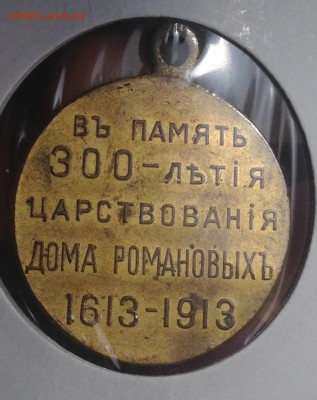 ВЪ ПАМЯТЬ
300-ЛѢТІЯ
ЦАРСТВОВАНІЯ
ДОМА РОМАНОВЫХЪ
1613-1913